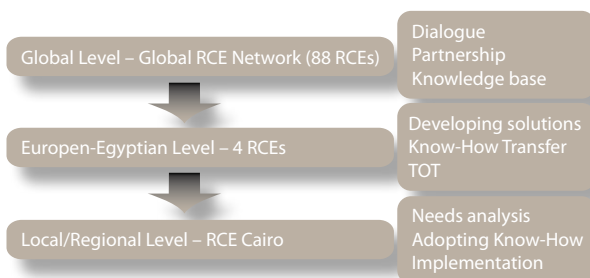 Global Level – Global RCE Network (88 RCEs)
Dialogue
Partnership
Knowledge base
Europen-Egyptian Level – 4 RCEs
Developing solutions
Know-How Transfer
TOT
Local/Regional Level – RCE Cairo
Needs analysis
Adopting Know-How
Implementation